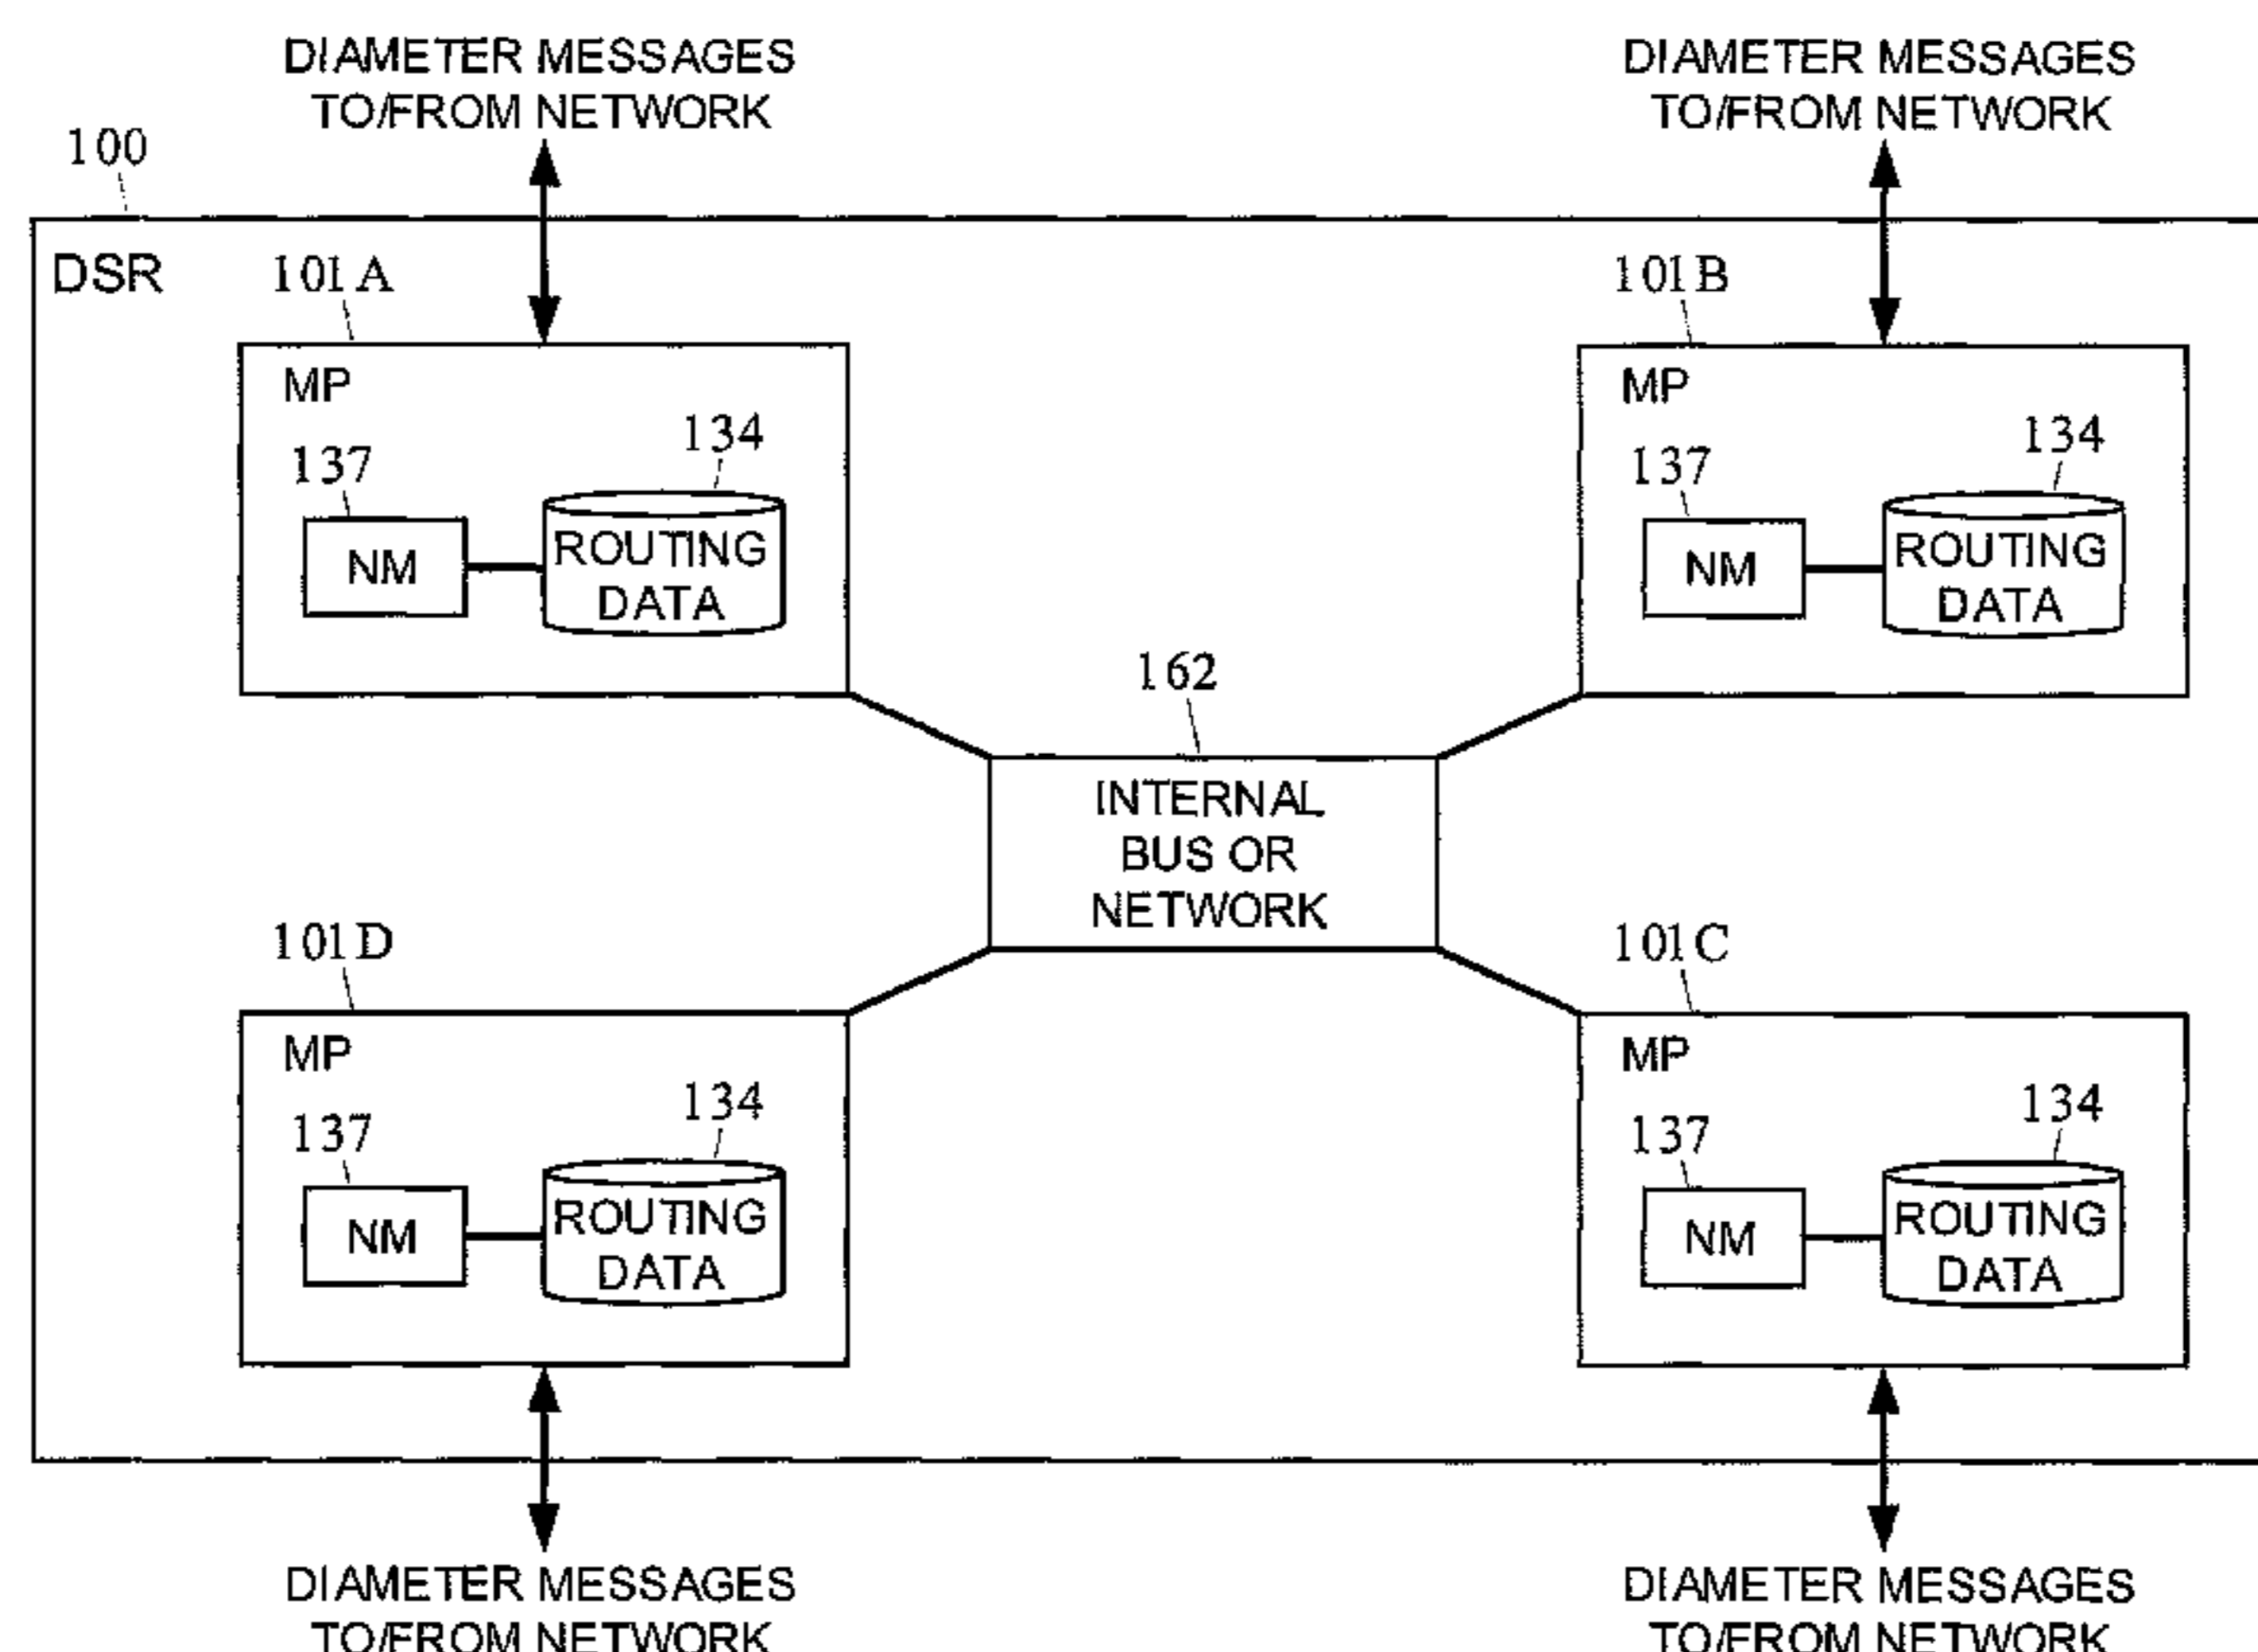 DIAMETER MESSAGES
TO/FROM NETWORK
DIAMETER MESSAGES
TO/FROM NETWORK
100
DSR
101A
MP
137
134
NM
ROUTING
DATA
101B
MP
137
134
NM
ROUTING
DATA
162
INTERNAL
BUS OR
NETWORK
101D
MP
137
134
NM
ROUTING
DATA
101C
MP
137
134
NM
ROUTING
DATA
DIAMETER MESSAGES
TO/FROM NETWORK
DIAMETER MESSAGES
TO/FROM NETWORK